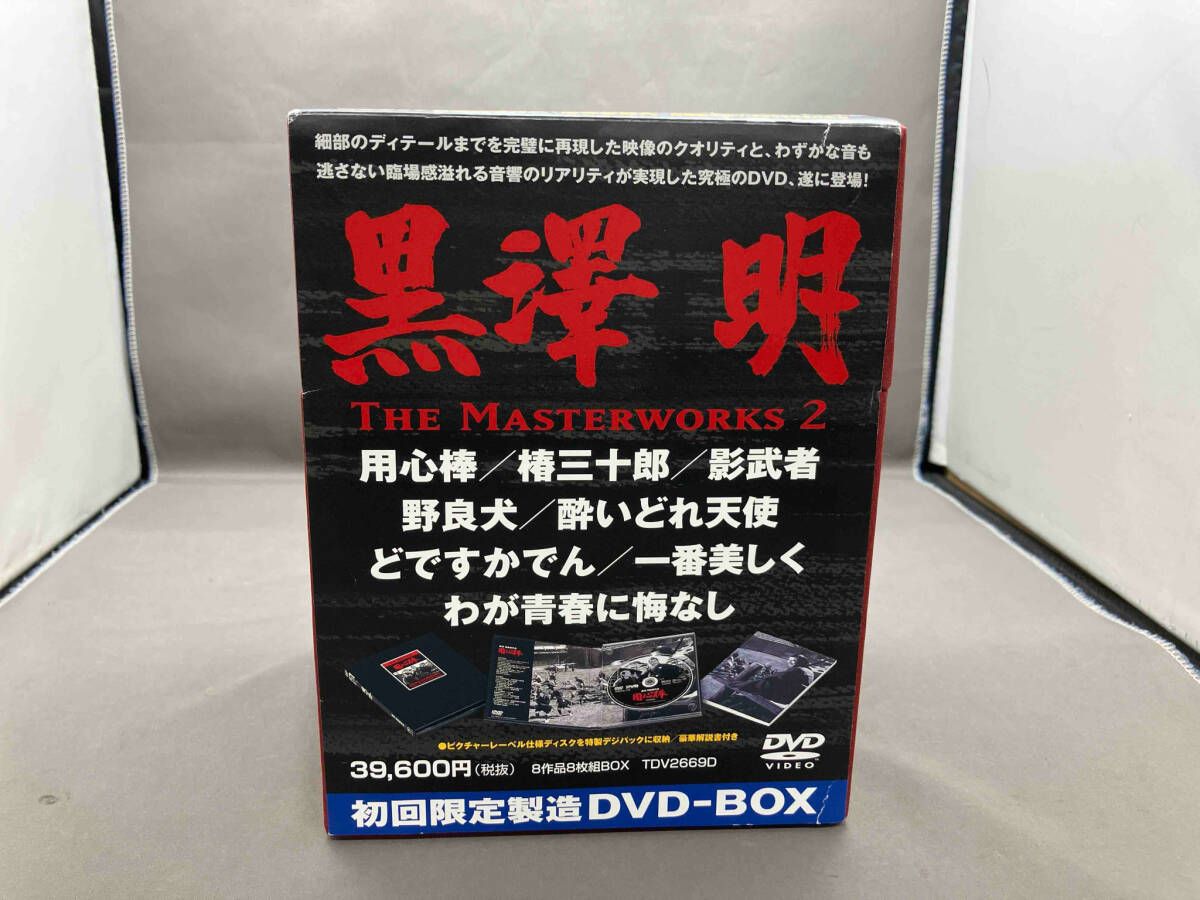 細部のディテールまでを完璧に再現した映像のクオリティと、わずかな音も
逃さない臨場感溢れる音響のリアリティが実現した究極のDVD、遂に登場!
黒澤 明
THE MASTERWORKS 2
用心棒/椿三十郎/影武者
野良犬/酔いどれ天使
どですかでん/一番美しく
わが青春に悔なし
用心棒
●ピクチャーレーベル仕様ディスクを特製デジパックに収納/豪華解説書付き
DVD
VIDEO
39,600円(税抜) 8作品8枚組BOX TDV2669D
初回限定製造DVD-BOX